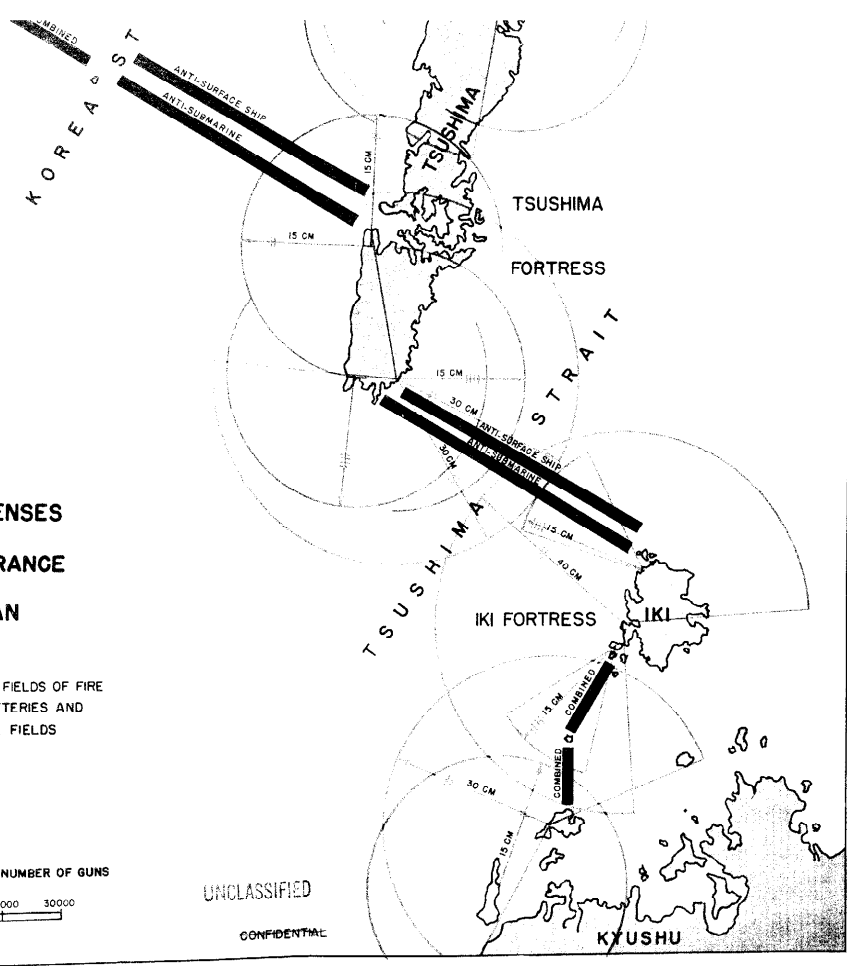 COMBINED
KOREA ST
ANTI-SURFACE SHIP
ANTI-SUBMARINE
TSUSHIMA
15 CM
15 CM
TSUSHIMA
FORTRESS
15 CM
30 CM
30 CM
ANTI-SURFACE SHIP
ANTI-SUBMARINE
TSUSHIMA STRAIT
15 CM
40 CM
IKI FORTRESS
IKI
ENSES
RANCE
AN
FIELDS OF FIRE
TTERIES AND
FIELDS
15 CM
COMBINED
COMBINED
30 CM
15 CM
NUMBER OF GUNS
000 30000
UNCLASSIFIED
CONFIDENTIAL
KYUSHU